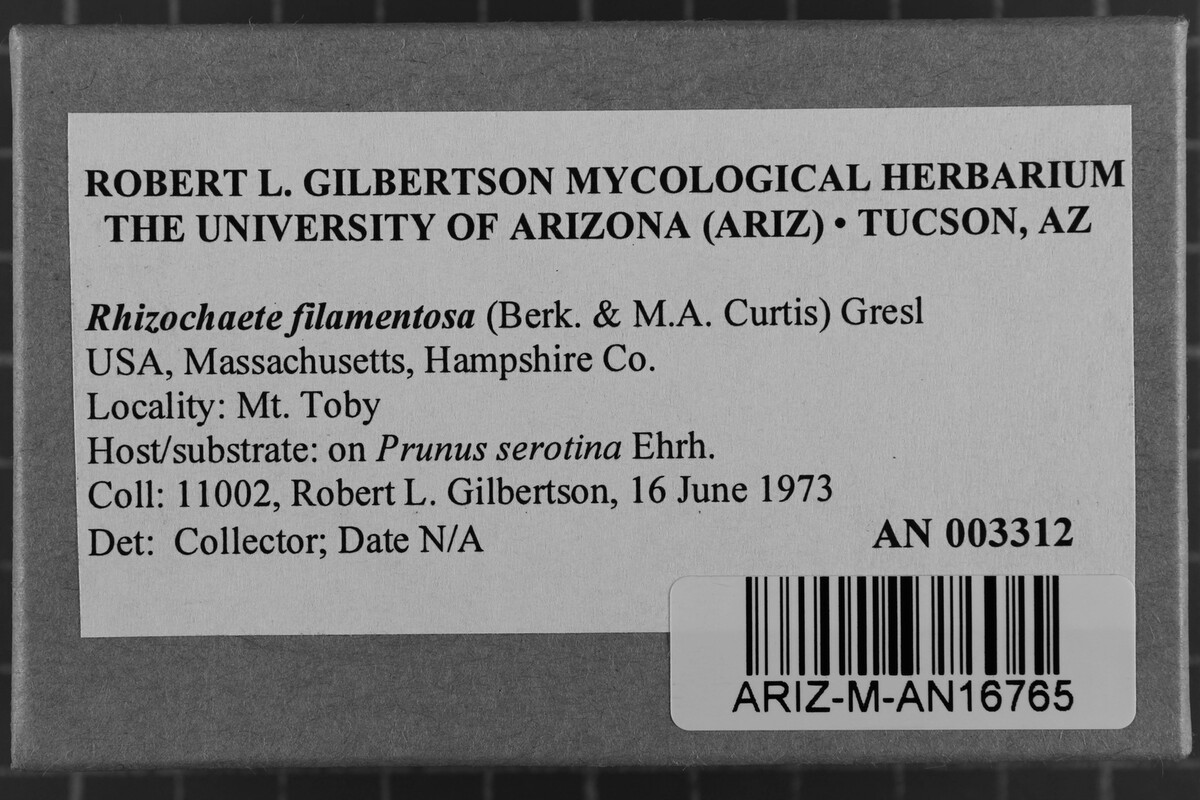 ROBERT L. GILBERTSON MYCOLOGICAL HERBARIUM
THE UNIVERSITY OF ARIZONA (ARIZ) • TUCSON, AZ
Rhizochaete filamentosa (Berk. & M.A. Curtis) Gresl
USA, Massachusetts, Hampshire Co.
Locality: Mt. Toby
Host/substrate: on Prunus serotina Ehrh.
Coll: 11002, Robert L. Gilbertson, 16 June 1973
Det: Collector; Date N/A
AN 003312
ARIZ-M-AN16765